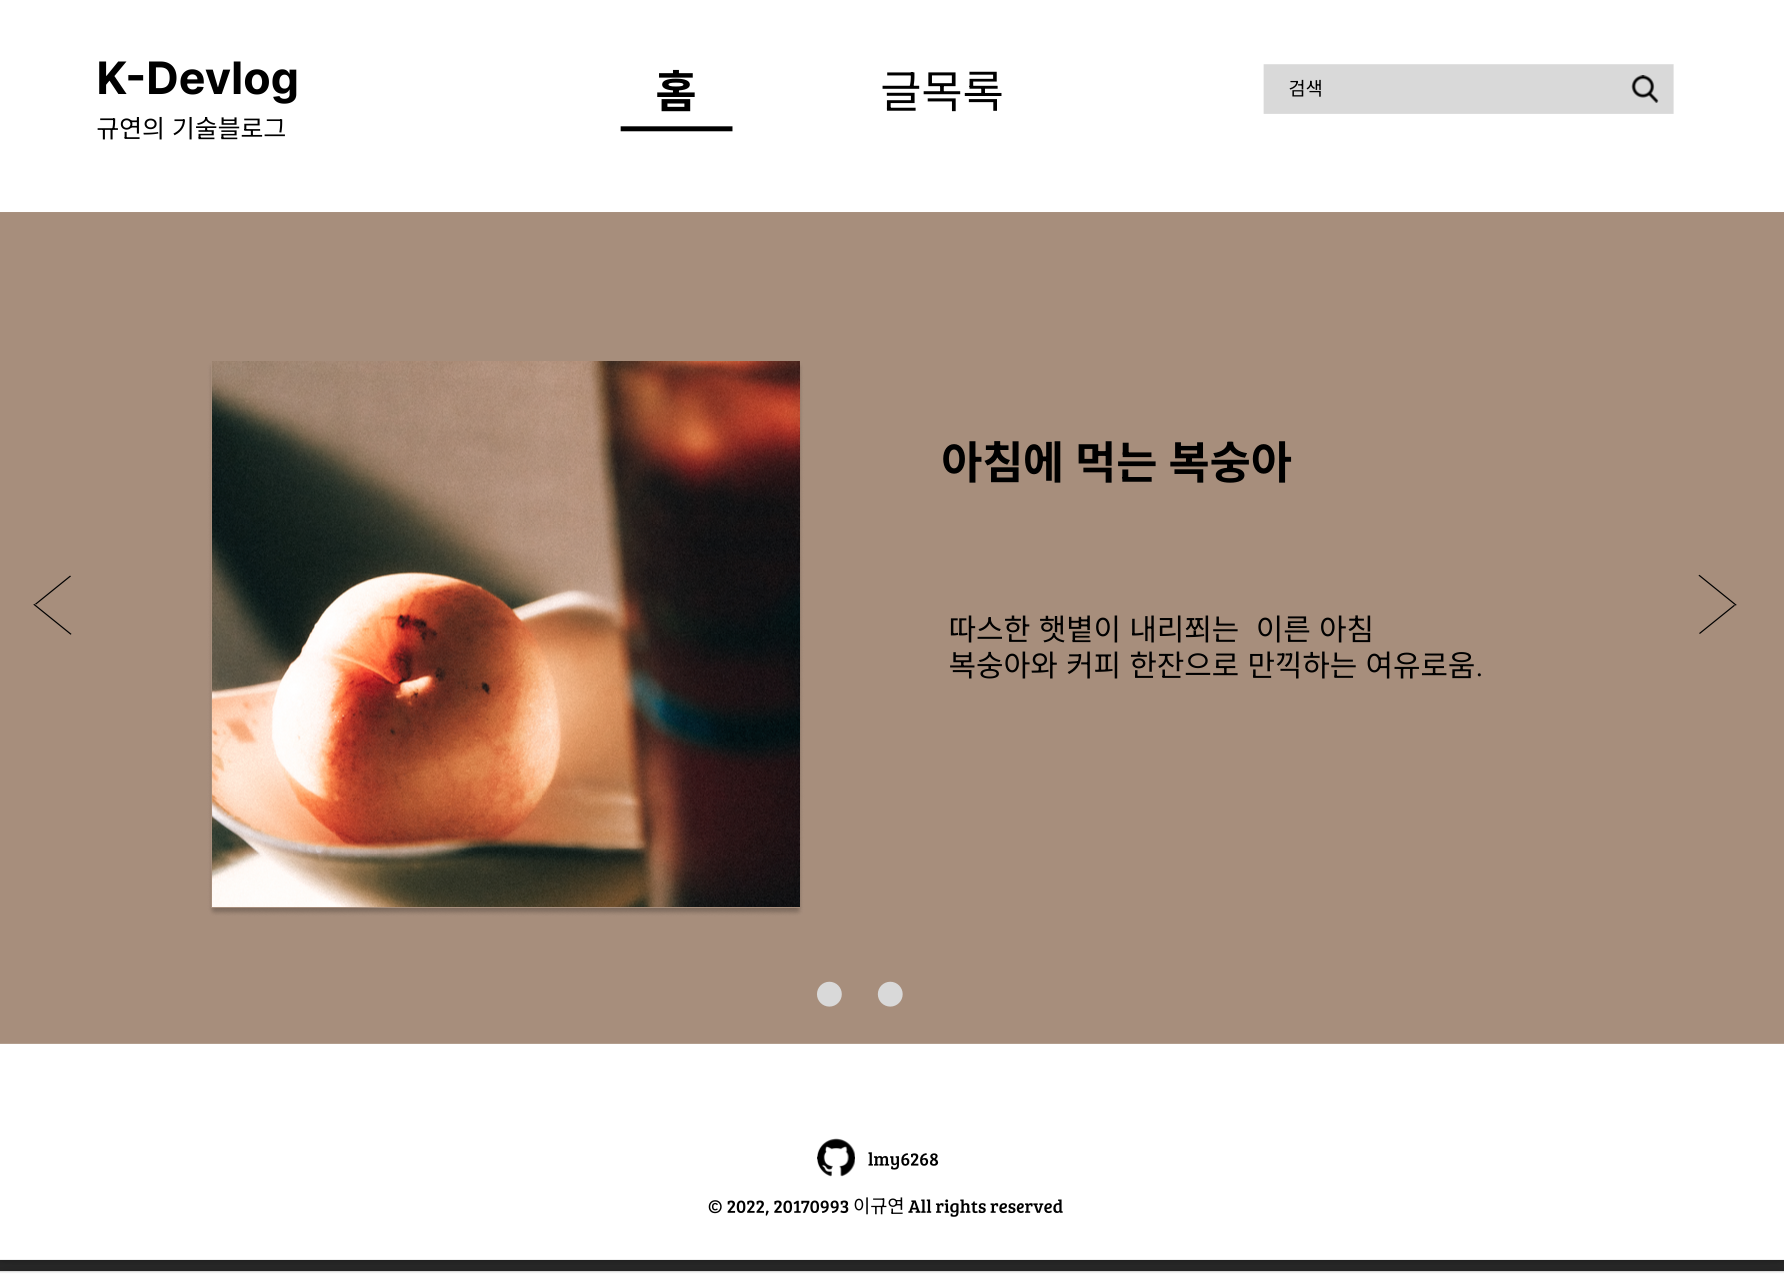 K-Devlog
규연의 기술블로그
홈
글목록
검색
아침에 먹는 복숭아
따스한 햇볕이 내리쬐는 이른 아침
복숭아와 커피 한잔으로 만끽하는 여유로움.
lmy6268
© 2022, 20170993 이규연 All rights reserved